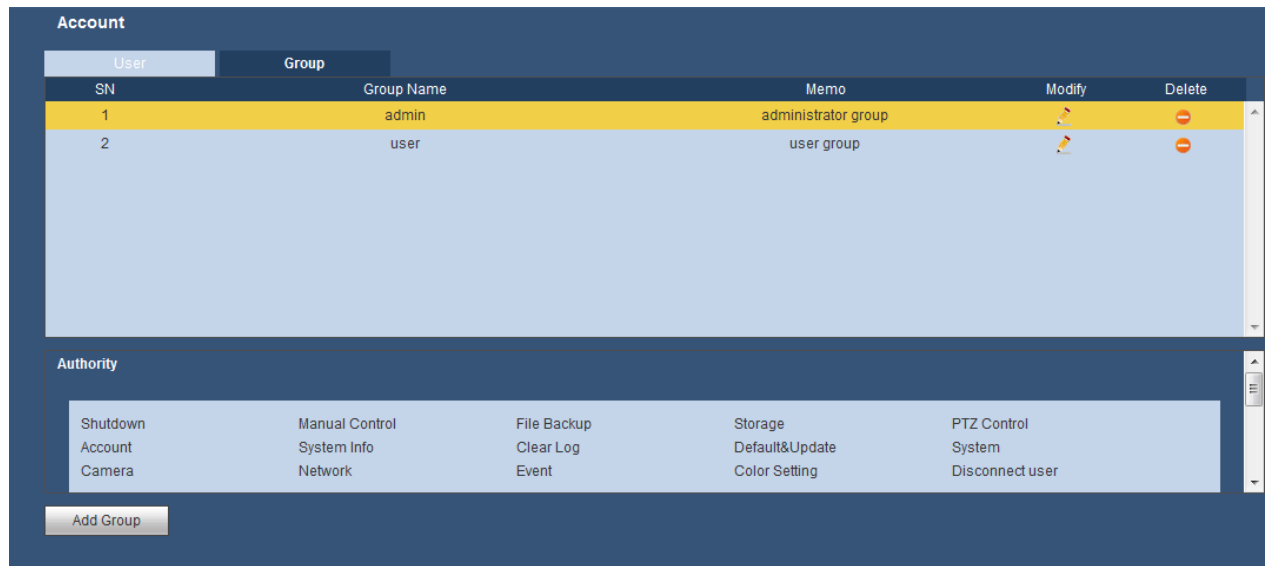 Account
User Group
SN Group Name Memo Modify Delete
1 admin administrator group
2 user user group
Authority
Shutdown Manual Control File Backup Storage PTZ Control
Account System Info Clear Log Default&Update System
Camera Network Event Color Setting Disconnect user
Add Group